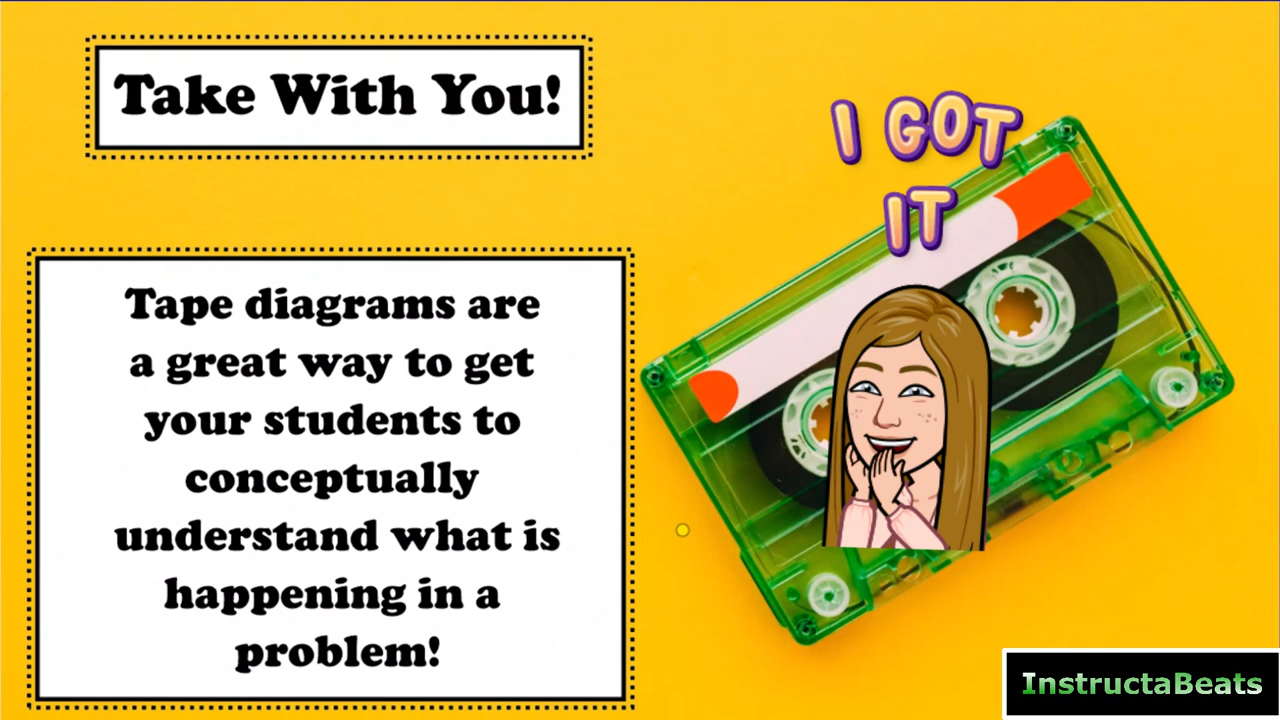 Take With You!
I GOT
IT
Tape diagrams are
a great way to get
your students to
conceptually
understand what is
happening in a
problem!
InstructaBeats